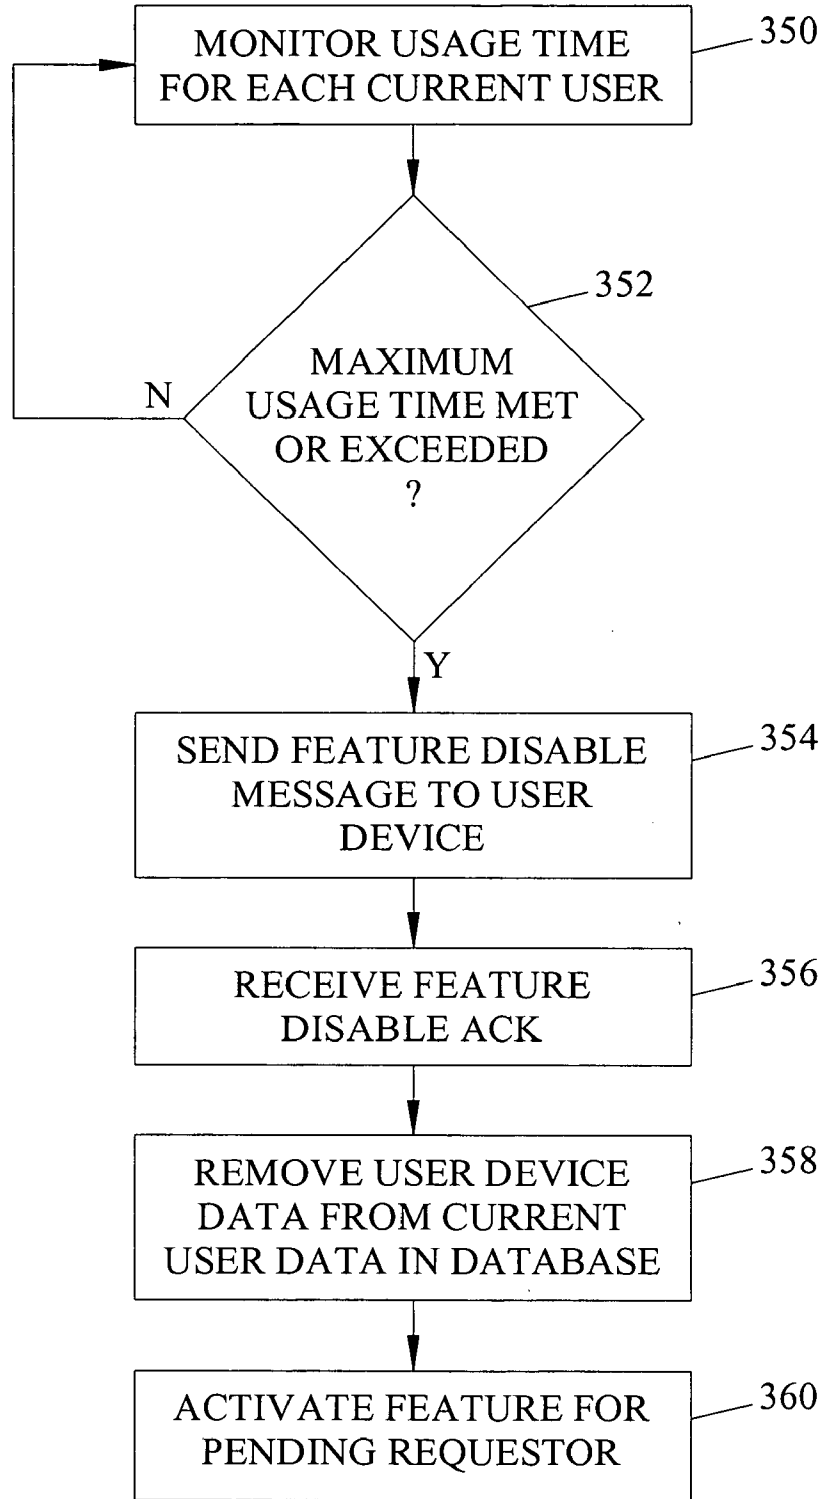 MONITOR USAGE TIME
FOR EACH CURRENT USER
350
352
MAXIMUM
USAGE TIME MET
OR EXCEEDED
?
N
Y
SEND FEATURE DISABLE
MESSAGE TO USER
DEVICE
354
RECEIVE FEATURE
DISABLE ACK
356
REMOVE USER DEVICE
DATA FROM CURRENT
USER DATA IN DATABASE
358
ACTIVATE FEATURE FOR
PENDING REQUESTOR
360